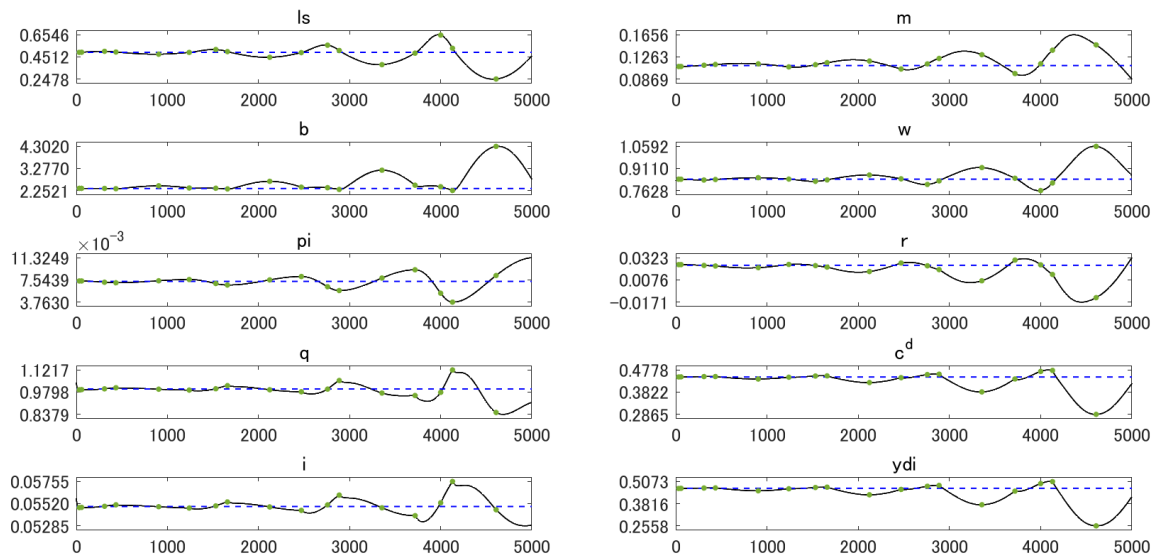 ls
0.6546
0.4512
0.2478
0 1000 2000 3000 4000 5000
m
0.1656
0.1263
0.0869
0 1000 2000 3000 4000 5000
b
4.3020
3.2770
2.2521
0 1000 2000 3000 4000 5000
w
1.0592
0.9110
0.7628
0 1000 2000 3000 4000 5000
pi
×10⁻³
11.3249
7.5439
3.7630
0 1000 2000 3000 4000 5000
r
0.0323
0.0076
−0.0171
0 1000 2000 3000 4000 5000
q
1.1217
0.9798
0.8379
0 1000 2000 3000 4000 5000
cᵈ
0.4778
0.3822
0.2865
0 1000 2000 3000 4000 5000
i
0.05755
0.05520
0.05285
0 1000 2000 3000 4000 5000
ydi
0.5073
0.3816
0.2558
0 1000 2000 3000 4000 5000